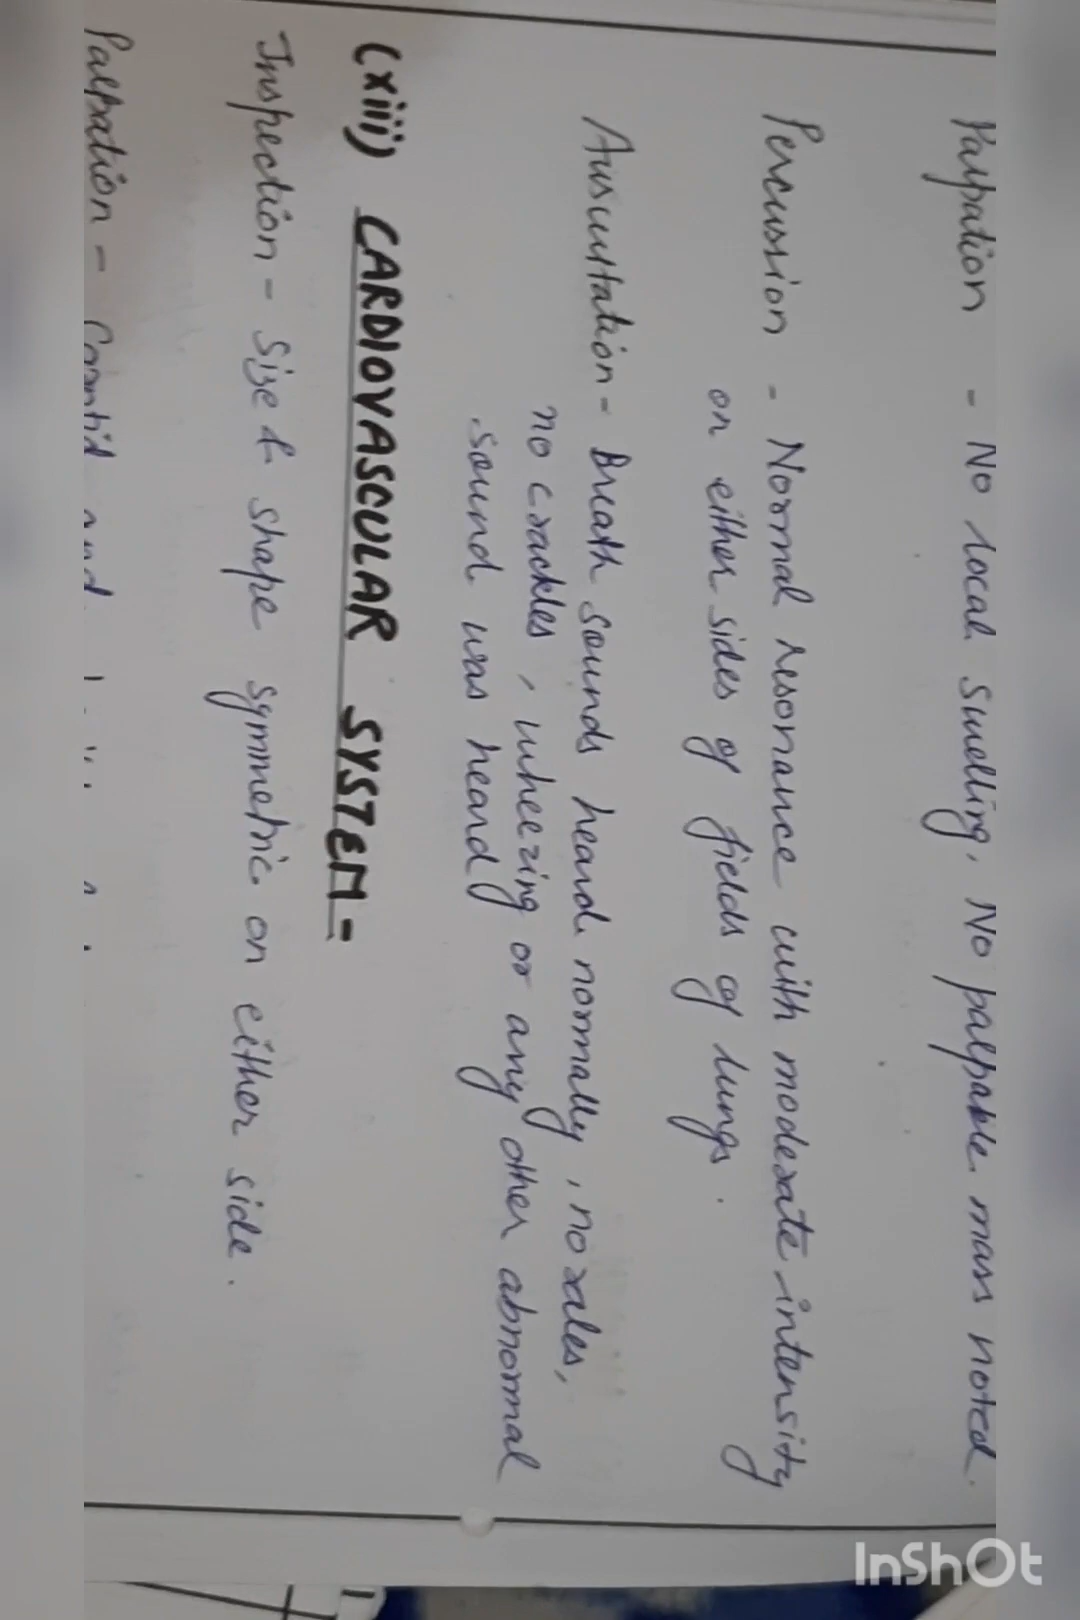 Palpation - No local swelling, No palpable mass noted.
Percussion - Normal resonance with moderate intensity
on either sides of fields of lungs.
Auscultation - Breath sounds heard normally, no rales,
no crackles, wheezing or any other abnormal
sound was heard
(xiii) CARDIOVASCULAR SYSTEM =
Inspection - Size & shape symmetric on either side.
Palpation - Carotid and
InShOt